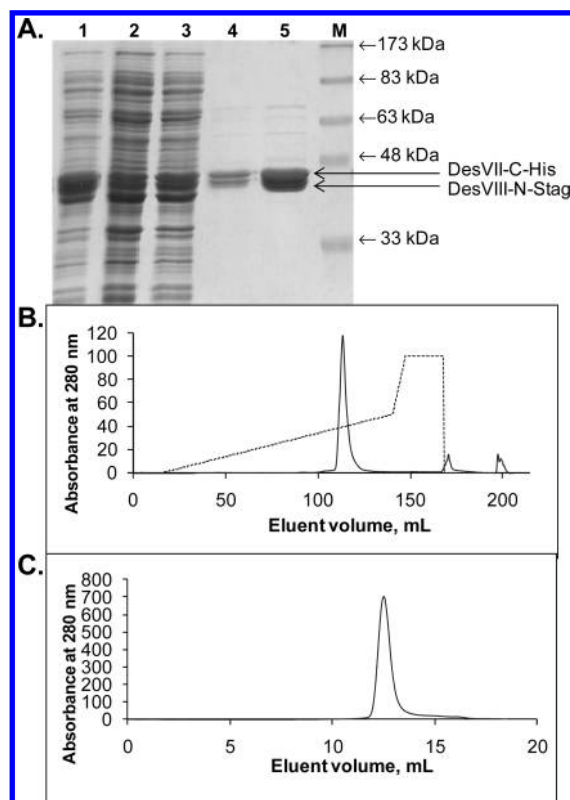 A.
1 2 3 4 5 M
←173 kDa
←83 kDa
←63 kDa
←48 kDa
DesVII-C-His
DesVIII-N-Stag
←33 kDa
B.
Absorbance at 280 nm
120
100
80
60
40
20
0
0 50 100 150 200
Eluent volume, mL
C.
Absorbance at 280 nm
800
700
600
500
400
300
200
100
0
0 5 10 15 20
Eluent volume, mL